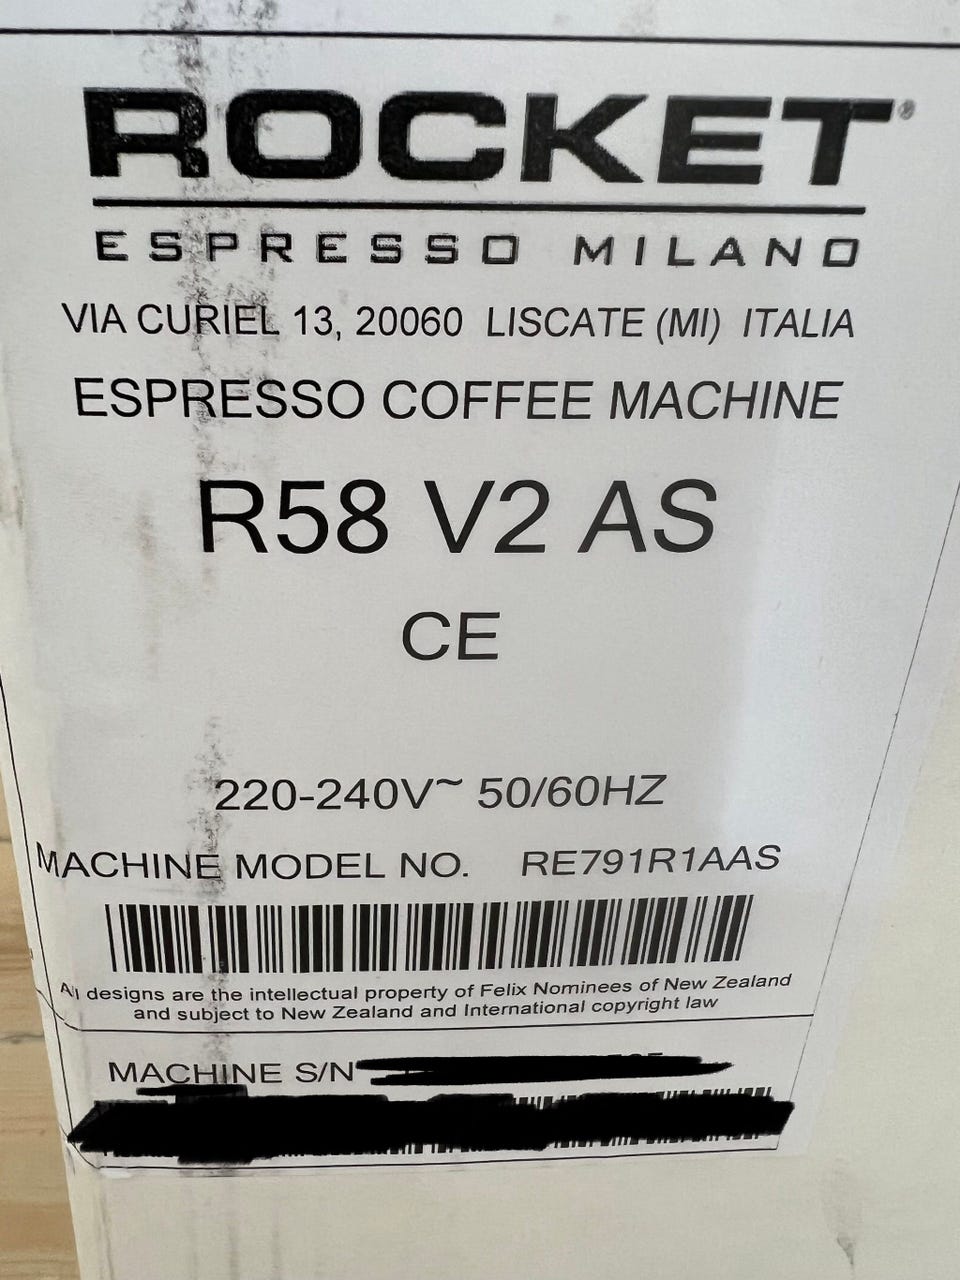 ROCKET®
ESPRESSO MILANO
VIA CURIEL 13, 20060 LISCATE (MI) ITALIA
ESPRESSO COFFEE MACHINE
R58 V2 AS
CE
220-240V~ 50/60HZ
MACHINE MODEL NO. RE791R1AAS
All designs are the intellectual property of Felix Nominees of New Zealand
and subject to New Zealand and International copyright law
MACHINE S/N